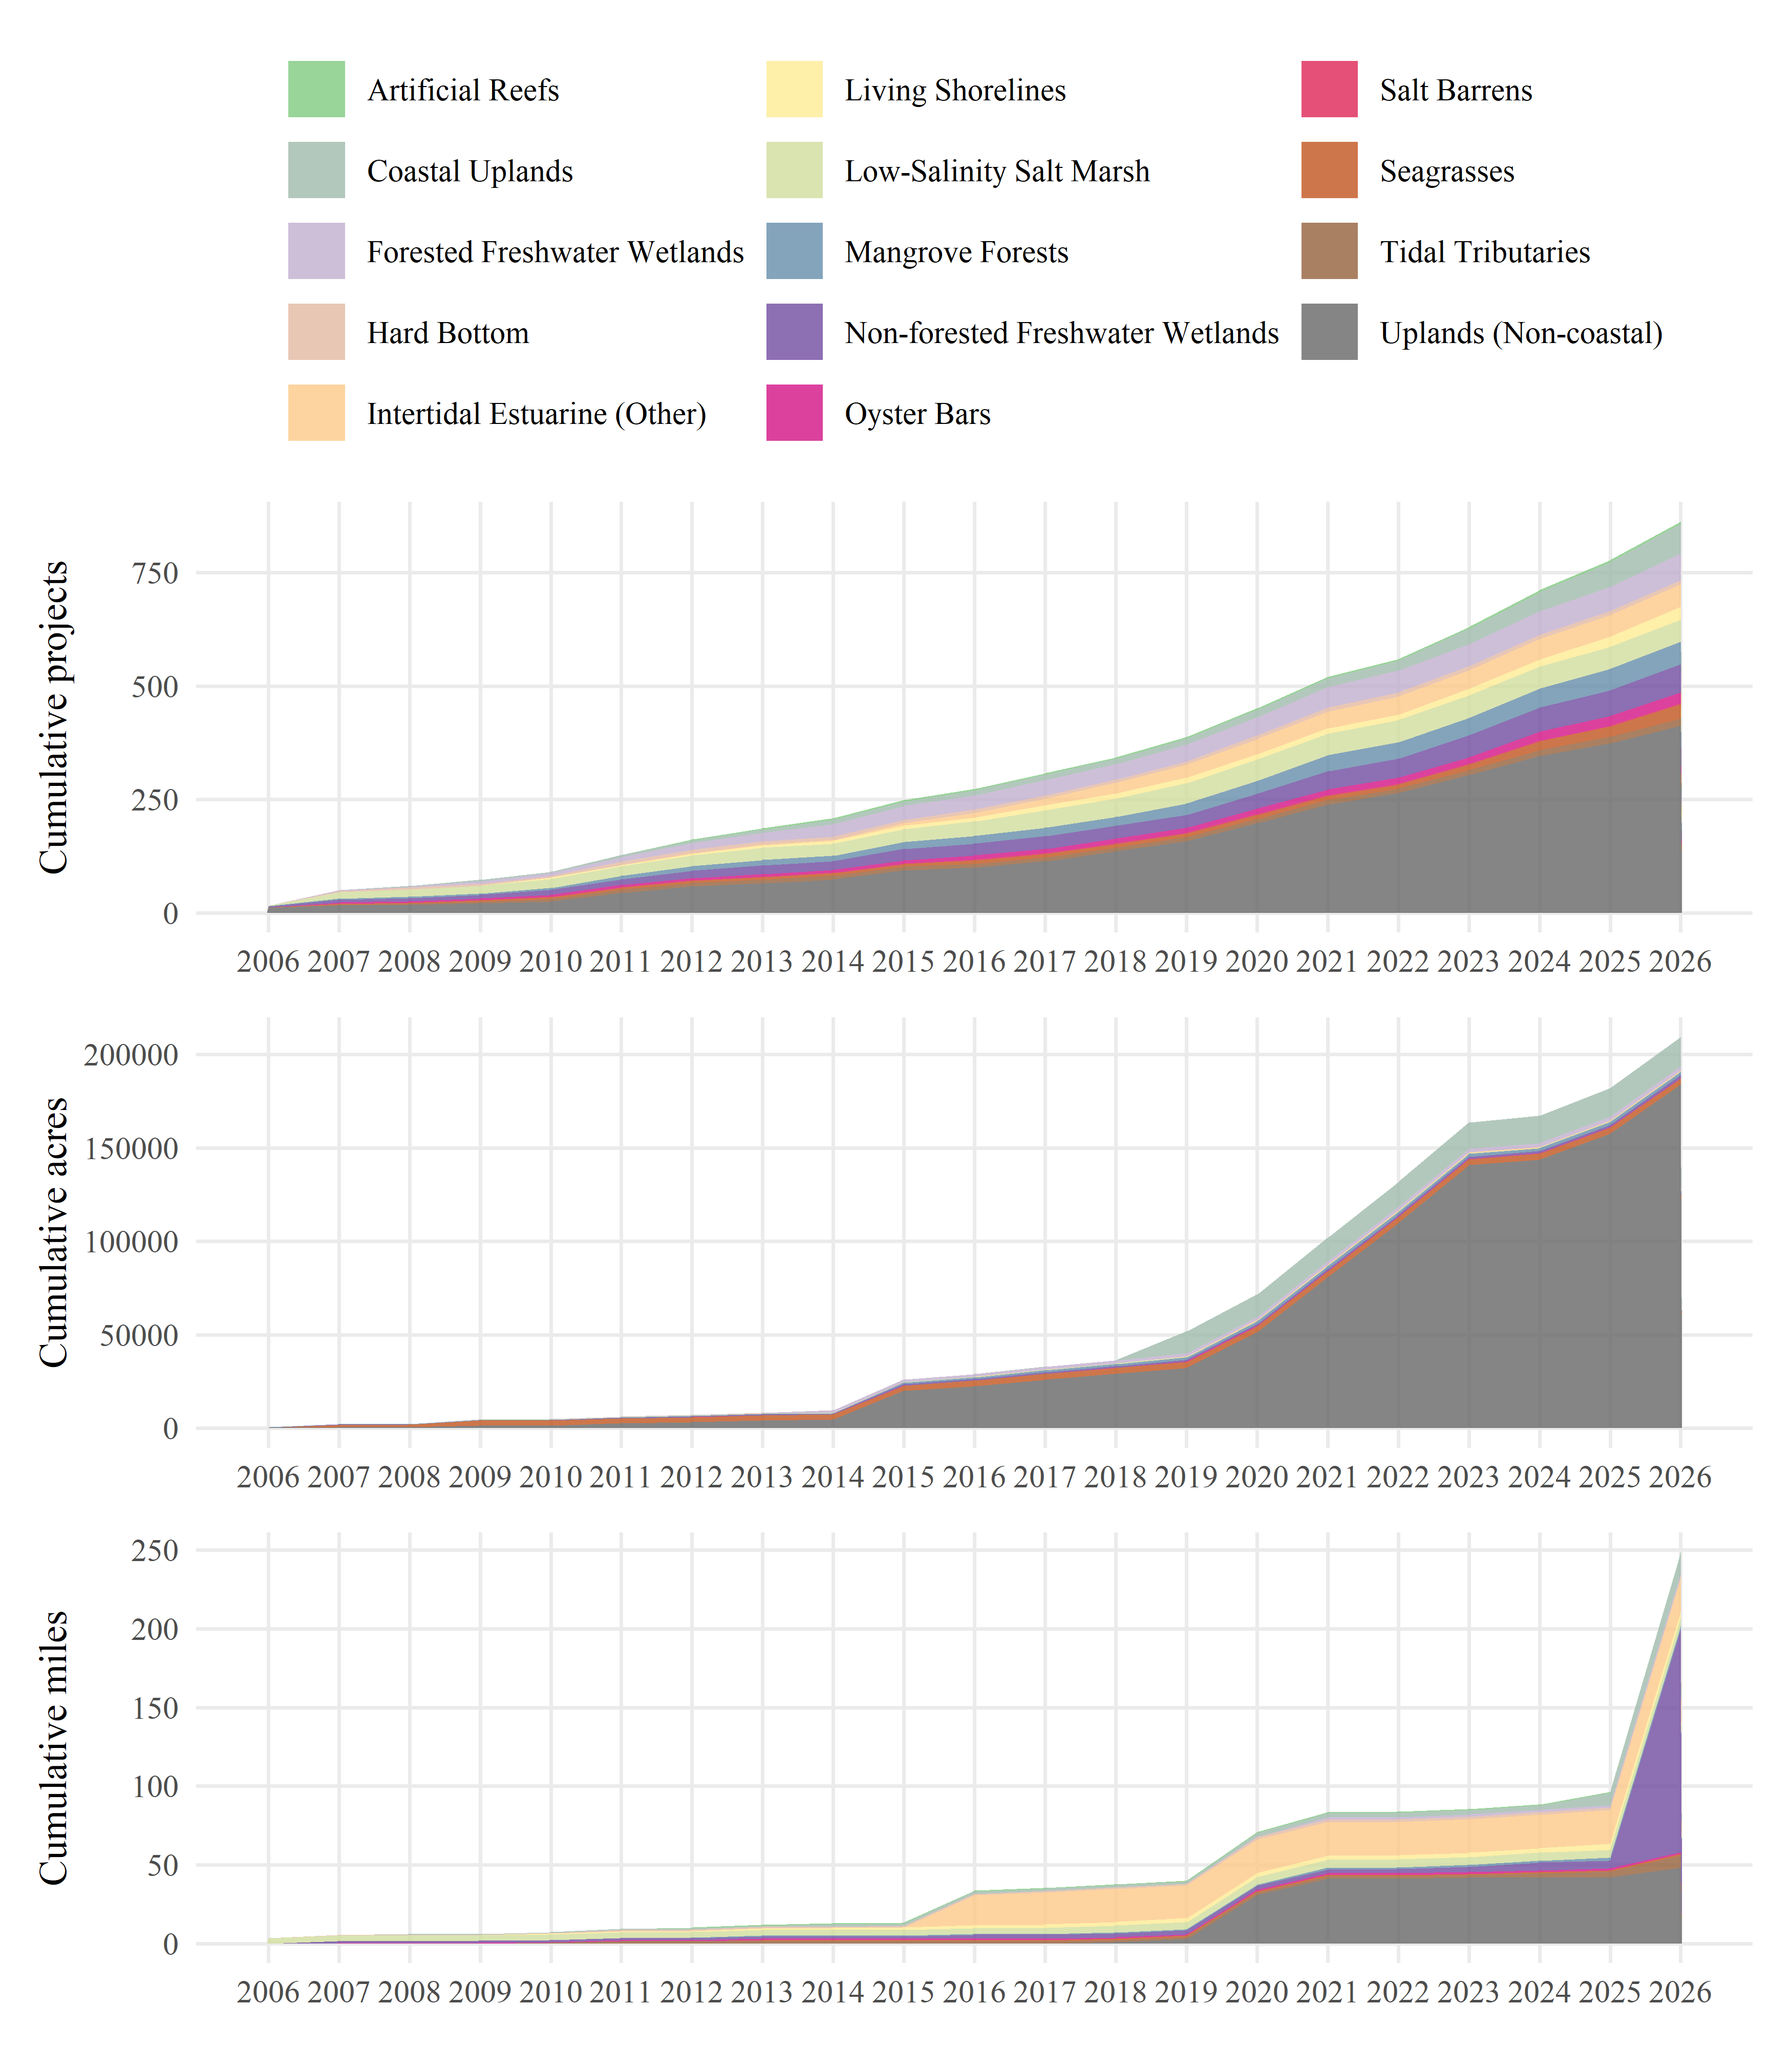 Artificial Reefs
Living Shorelines
Salt Barrens
Coastal Uplands
Low-Salinity Salt Marsh
Seagrasses
Forested Freshwater Wetlands
Mangrove Forests
Tidal Tributaries
Hard Bottom
Non-forested Freshwater Wetlands
Uplands (Non-coastal)
Intertidal Estuarine (Other)
Oyster Bars
Cumulative projects
750
500
250
0
2006 2007 2008 2009 2010 2011 2012 2013 2014 2015 2016 2017 2018 2019 2020 2021 2022 2023 2024 2025 2026
Cumulative acres
200000
150000
100000
50000
0
2006 2007 2008 2009 2010 2011 2012 2013 2014 2015 2016 2017 2018 2019 2020 2021 2022 2023 2024 2025 2026
Cumulative miles
250
200
150
100
50
0
2006 2007 2008 2009 2010 2011 2012 2013 2014 2015 2016 2017 2018 2019 2020 2021 2022 2023 2024 2025 2026